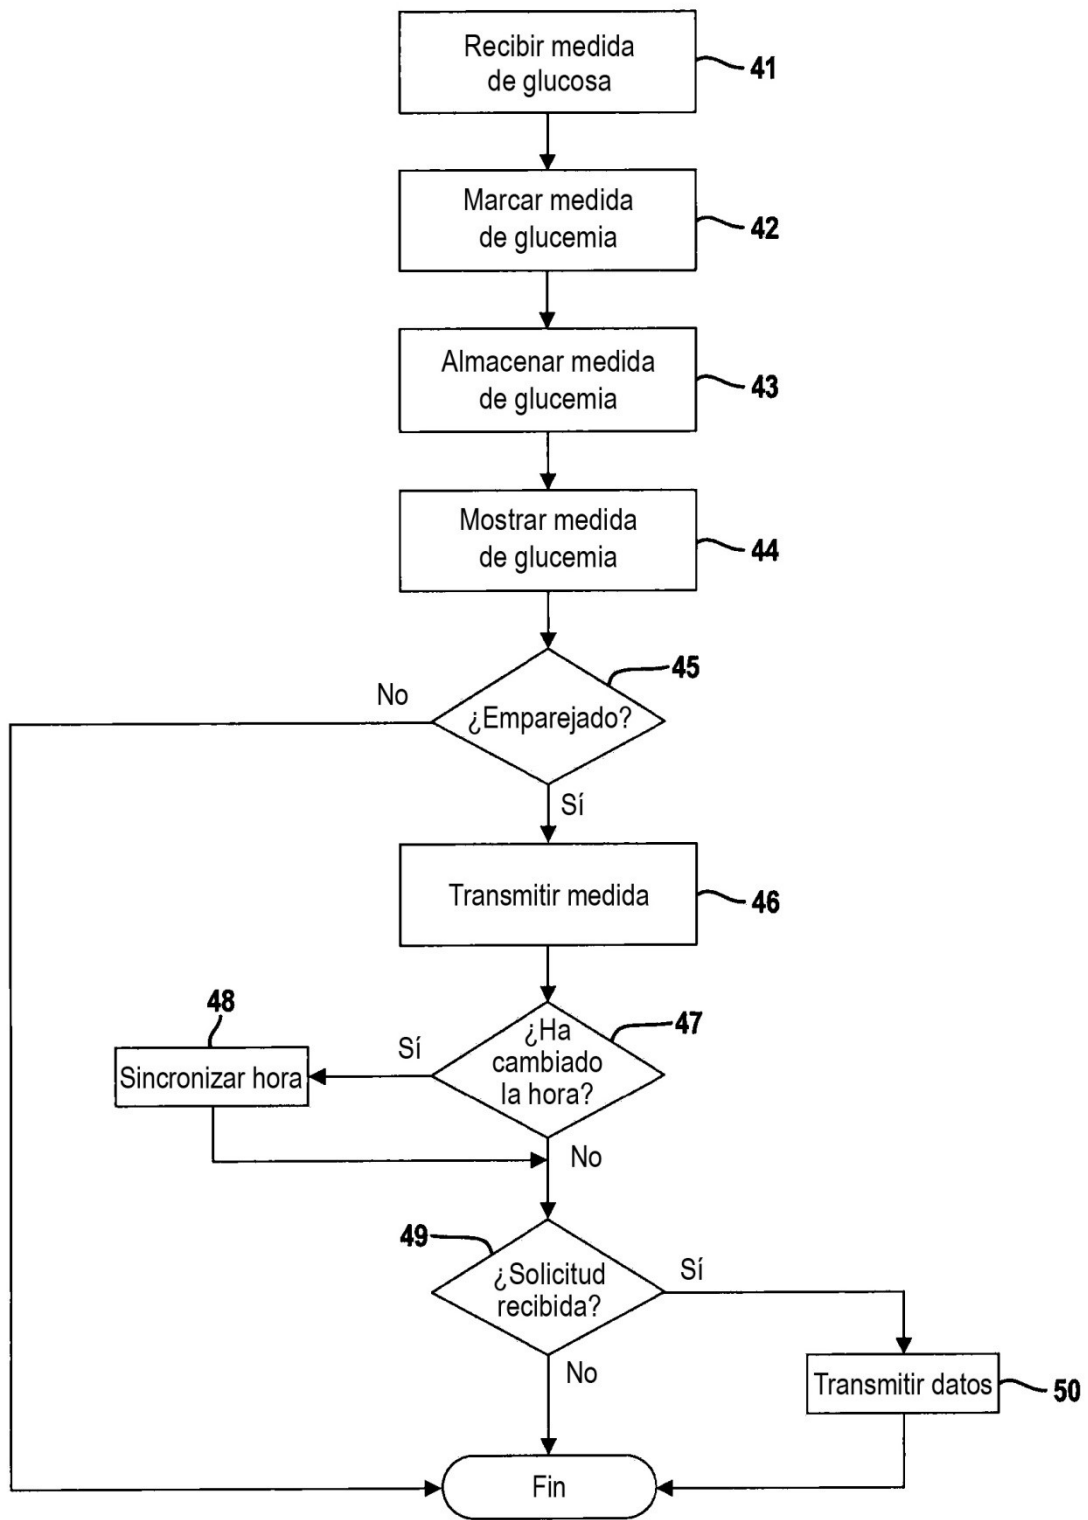 Recibir medida
de glucosa
41
Marcar medida
de glucemia
42
Almacenar medida
de glucemia
43
Mostrar medida
de glucemia
44
45
No
¿Emparejado?
Sí
Transmitir medida
46
48
47
¿Ha
cambiado
la hora?
Sí
Sincronizar hora
No
49
¿Solicitud
recibida?
Sí
No
Transmitir datos
50
Fin